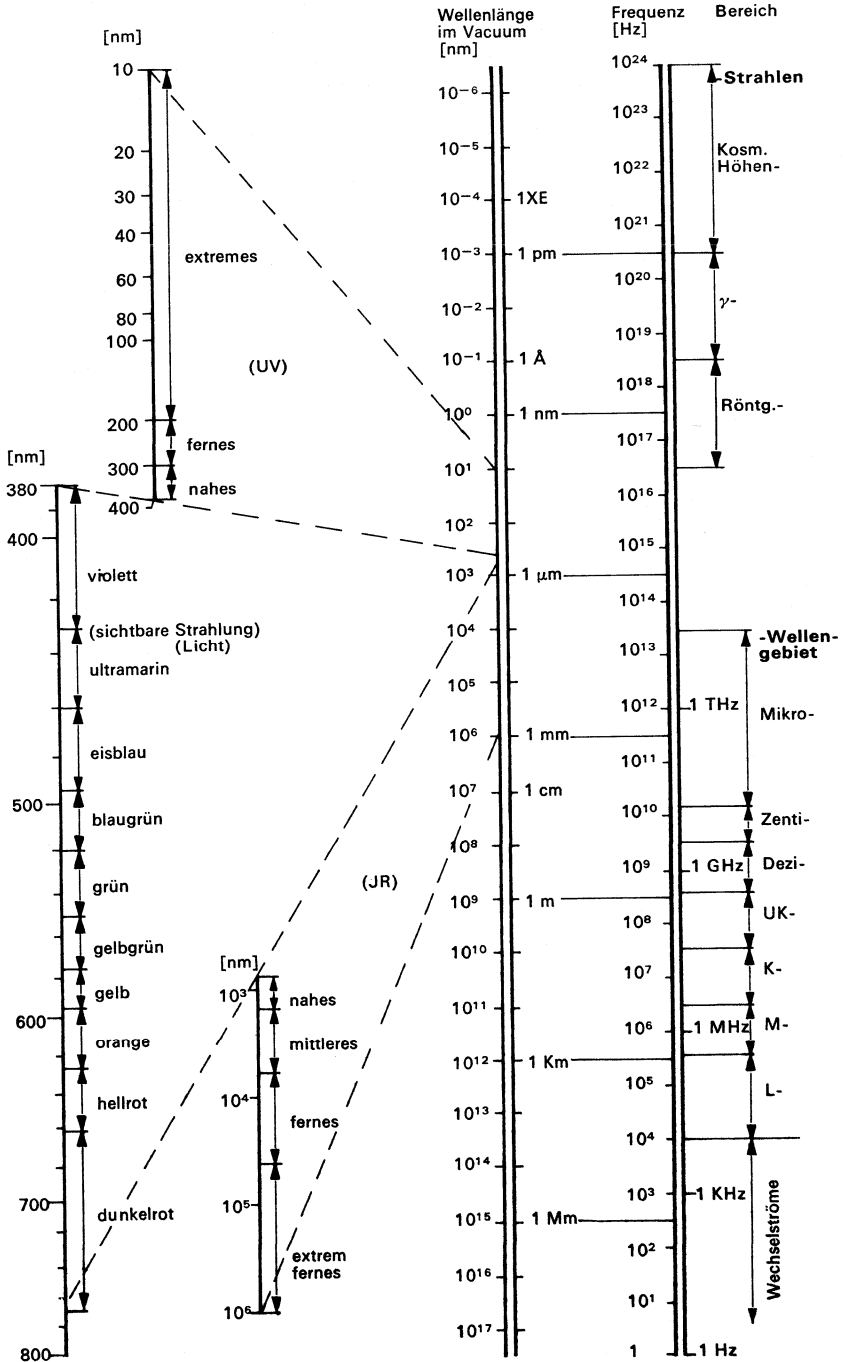 [nm]
10
20
30
40
60
80
100
200
300
400
extremes
(UV)
fernes
nahes
[nm]
380
400
500
600
700
800
violett
(sichtbare Strahlung)
(Licht)
ultramarin
eisblau
blaugrün
grün
gelbgrün
gelb
orange
hellrot
dunkelrot
(JR)
[nm]
10³
10⁴
10⁵
10⁶
nahes
mittleres
fernes
extrem
fernes
Wellenlänge
im Vacuum
[nm]
10⁻⁶
10⁻⁵
10⁻⁴ 1XE
10⁻³ 1 pm
10⁻²
10⁻¹ 1 Å
10⁰ 1 nm
10¹
10²
10³ 1 μm
10⁴
10⁵
10⁶ 1 mm
10⁷ 1 cm
10⁸
10⁹ 1 m
10¹⁰
10¹¹
10¹² 1 Km
10¹³
10¹⁴
10¹⁵ 1 Mm
10¹⁶
10¹⁷
Frequenz
[Hz]
10²⁴
10²³
10²²
10²¹
10²⁰
10¹⁹
10¹⁸
10¹⁷
10¹⁶
10¹⁵
10¹⁴
10¹³
10¹² 1 THz
10¹¹
10¹⁰
10⁹ 1 GHz
10⁸
10⁷
10⁶ 1 MHz
10⁵
10⁴
10³ 1 KHz
10²
10¹
1 1 Hz
Bereich
-Strahlen
Kosm.
Höhen-
γ-
Röntg.-
-Wellen-
gebiet
Mikro-
Zenti-
Dezi-
UK-
K-
M-
L-
Wechselströme